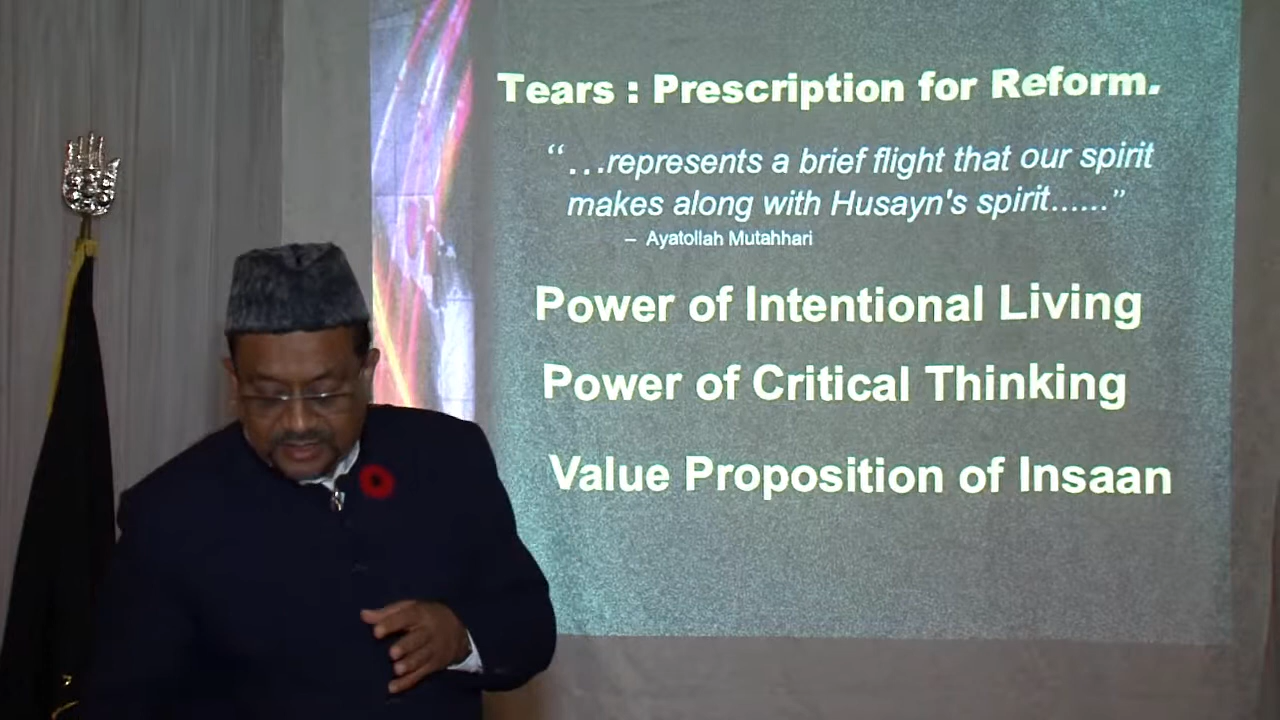 Tears : Prescription for Reform.
“ …represents a brief flight that our spirit
makes along with Husayn's spirit......”
– Ayatollah Mutahhari
Power of Intentional Living
Power of Critical Thinking
Value Proposition of Insaan